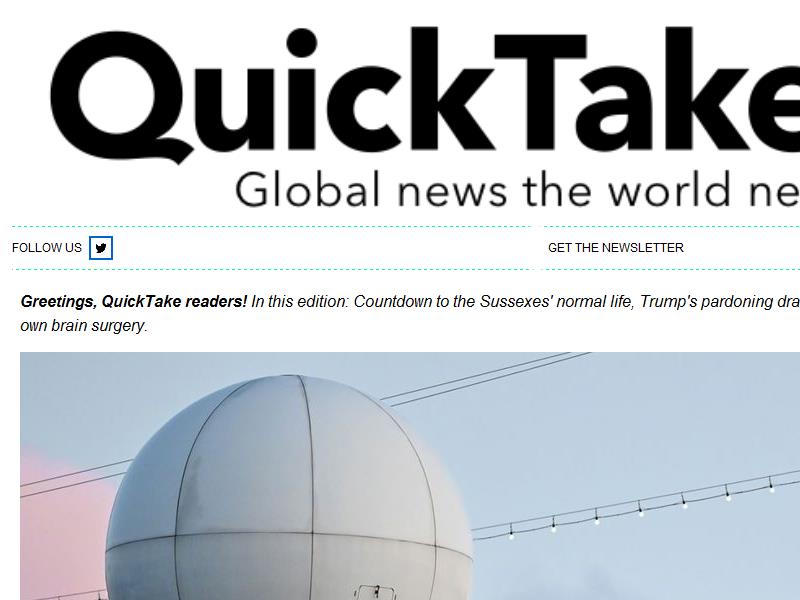 QuickTake
Global news the world ne
FOLLOW US
GET THE NEWSLETTER
Greetings, QuickTake readers! In this edition: Countdown to the Sussexes' normal life, Trump's pardoning dra
own brain surgery.